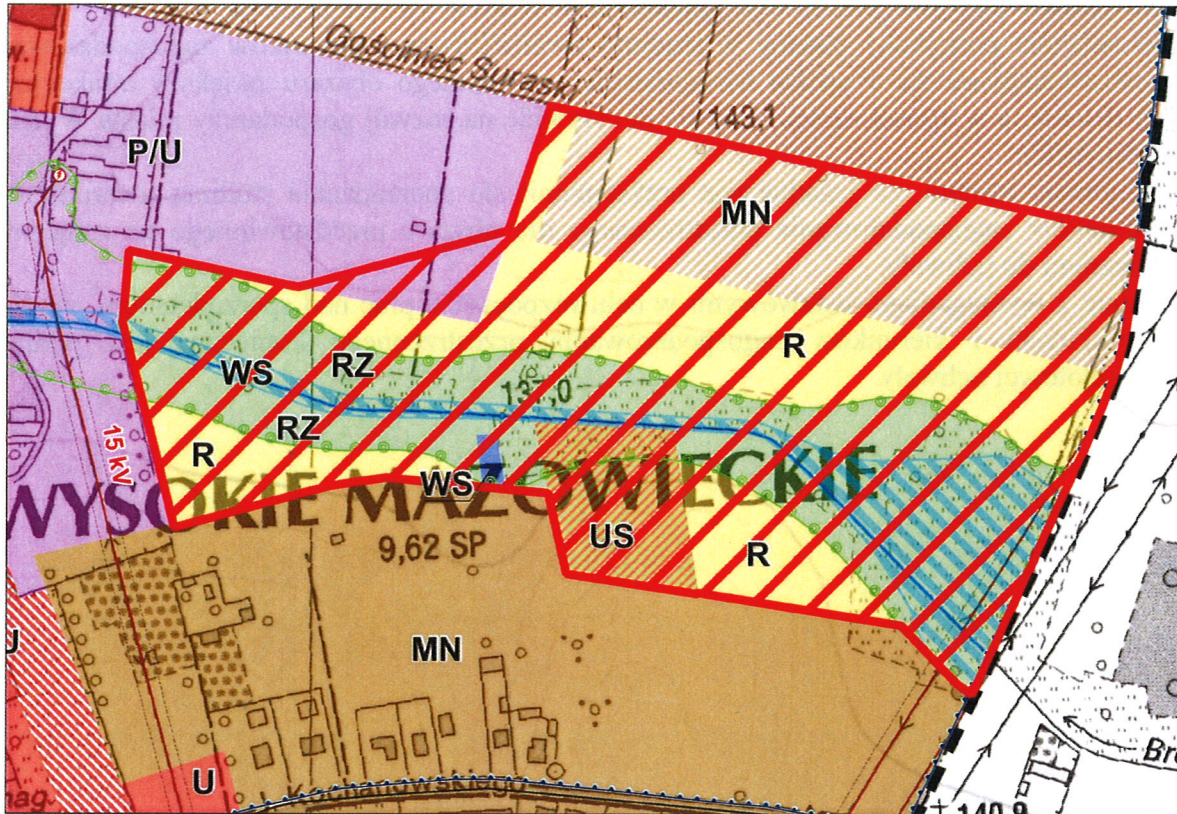 w.
Gościniec Suraski
143,1
P/U
MN
R
WS
RZ
137,0
RZ
R
15 kV
WS
WYSOKIE MAZOWIECKIE
9,62 SP
US
R
MN
U
U
140,9